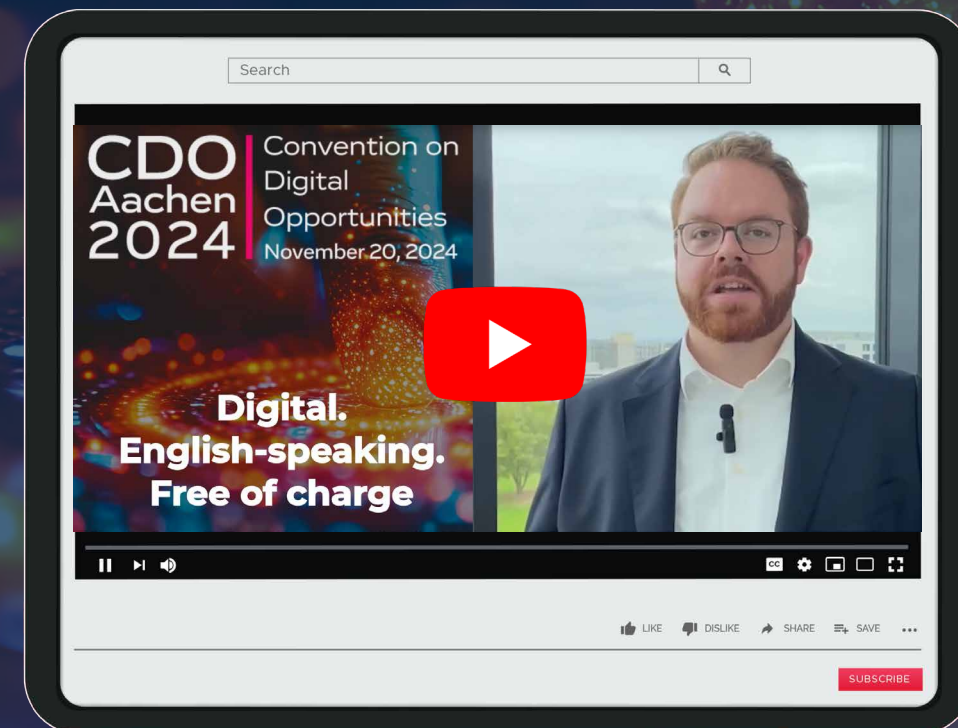 Search
CDO
Aachen
2024
Convention on
Digital
Opportunities
November 20, 2024
Digital.
English-speaking.
Free of charge
CC
LIKE
DISLIKE
SHARE
SAVE
SUBSCRIBE